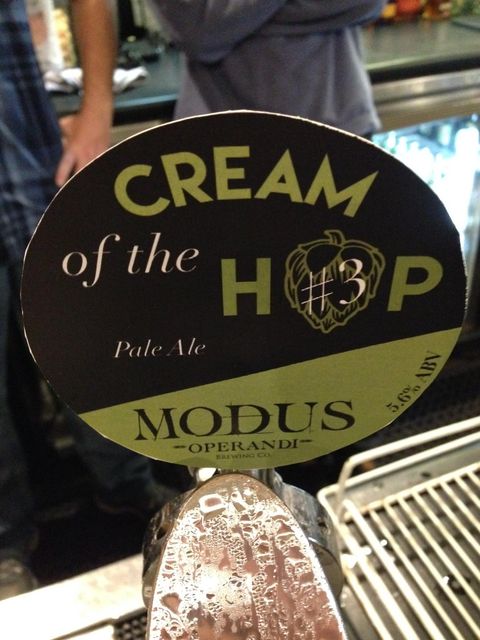 CREAM
of the
H#3P
Pale Ale
5.6% ABV
MODUS
OPERANDI
BREWING CO.